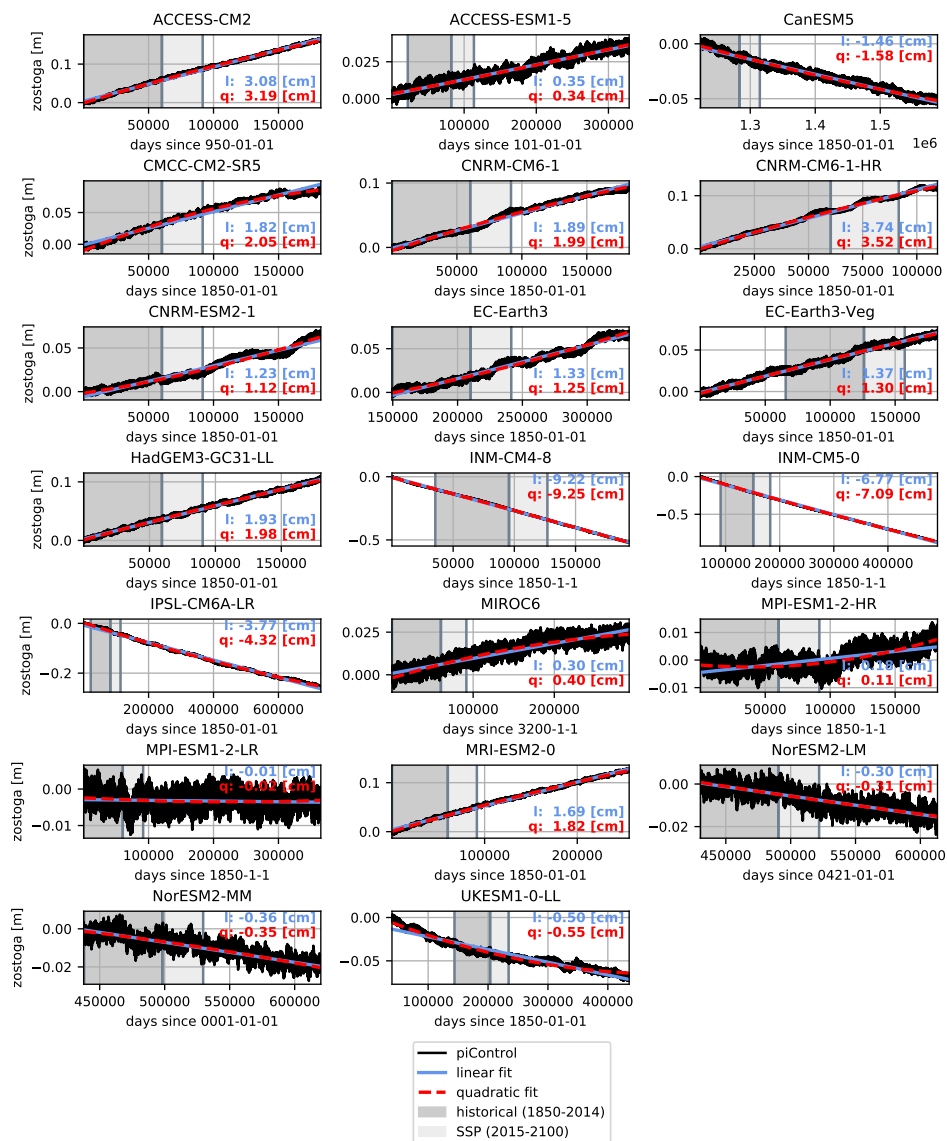 ACCESS-CM2
ACCESS-ESM1-5
CanESM5
zostoga [m]
0.1
0.0
l: 3.08 [cm]
q: 3.19 [cm]
50000 100000 150000
days since 950-01-01
0.025
0.000
l: 0.35 [cm]
q: 0.34 [cm]
100000 200000 300000
days since 101-01-01
0.00
−0.05
l: -1.46 [cm]
q: -1.58 [cm]
1.3 1.4 1.5
1e6
days since 1850-01-01
CMCC-CM2-SR5
CNRM-CM6-1
CNRM-CM6-1-HR
zostoga [m]
0.05
0.00
l: 1.82 [cm]
q: 2.05 [cm]
50000 100000 150000
days since 1850-01-01
0.1
0.0
l: 1.89 [cm]
q: 1.99 [cm]
50000 100000 150000
days since 1850-01-01
0.1
0.0
l: 3.74 [cm]
q: 3.52 [cm]
25000 50000 75000 100000
days since 1850-01-01
CNRM-ESM2-1
EC-Earth3
EC-Earth3-Veg
zostoga [m]
0.05
0.00
l: 1.23 [cm]
q: 1.12 [cm]
50000 100000 150000
days since 1850-01-01
0.05
0.00
l: 1.33 [cm]
q: 1.25 [cm]
150000 200000 250000 300000
days since 1850-01-01
0.05
0.00
l: 1.37 [cm]
q: 1.30 [cm]
50000 100000 150000
days since 1850-01-01
HadGEM3-GC31-LL
INM-CM4-8
INM-CM5-0
zostoga [m]
0.1
0.0
l: 1.93 [cm]
q: 1.98 [cm]
50000 100000 150000
days since 1850-01-01
0.0
−0.5
l: -9.22 [cm]
q: -9.25 [cm]
50000 100000 150000
days since 1850-1-1
0.0
−0.5
l: -6.77 [cm]
q: -7.09 [cm]
100000 200000 300000 400000
days since 1850-1-1
IPSL-CM6A-LR
MIROC6
MPI-ESM1-2-HR
zostoga [m]
0.0
−0.2
l: -3.77 [cm]
q: -4.32 [cm]
200000 400000 600000
days since 1850-01-01
0.025
0.000
l: 0.30 [cm]
q: 0.40 [cm]
100000 200000
days since 3200-1-1
0.01
0.00
−0.01
l: 0.18 [cm]
q: 0.11 [cm]
50000 100000 150000
days since 1850-1-1
MPI-ESM1-2-LR
MRI-ESM2-0
NorESM2-LM
zostoga [m]
0.00
−0.01
l: -0.01 [cm]
q: -0.02 [cm]
100000 200000 300000
days since 1850-1-1
0.1
0.0
l: 1.69 [cm]
q: 1.82 [cm]
100000 200000
days since 1850-01-01
0.00
−0.02
l: -0.30 [cm]
q: -0.31 [cm]
450000 500000 550000 600000
days since 0421-01-01
NorESM2-MM
UKESM1-0-LL
zostoga [m]
0.00
−0.02
l: -0.36 [cm]
q: -0.35 [cm]
450000 500000 550000 600000
days since 0001-01-01
0.00
−0.05
l: -0.50 [cm]
q: -0.55 [cm]
100000 200000 300000 400000
days since 1850-01-01
piControl
linear fit
quadratic fit
historical (1850-2014)
SSP (2015-2100)